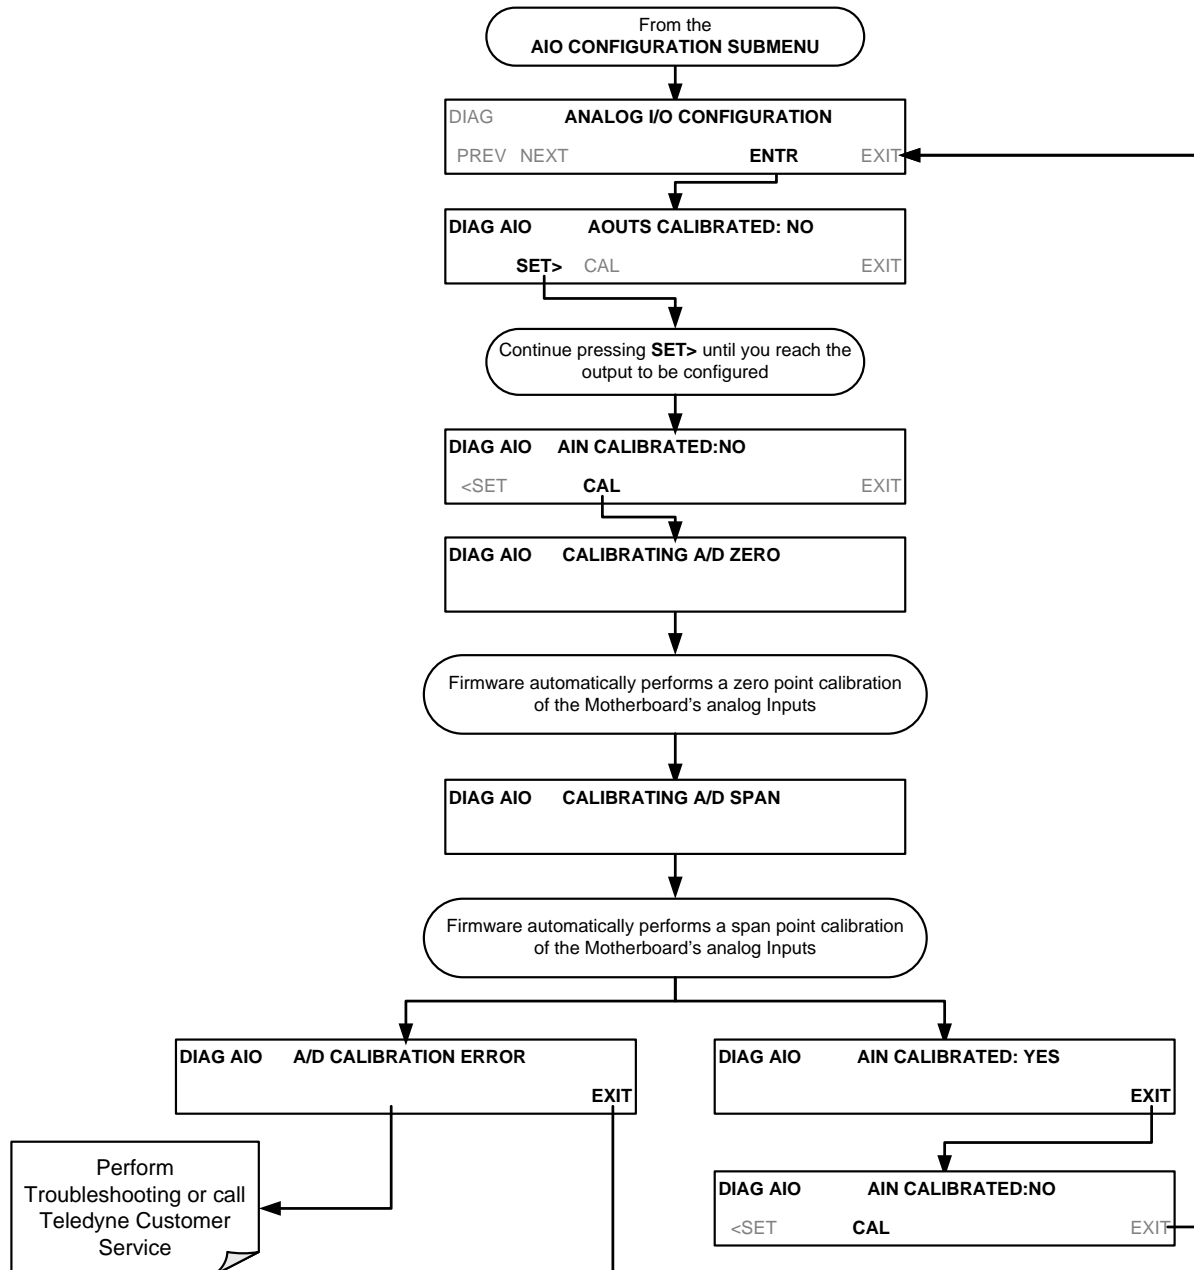 From the
AIO CONFIGURATION SUBMENU
DIAG ANALOG I/O CONFIGURATION
PREV NEXT ENTR EXIT
DIAG AIO AOUTS CALIBRATED: NO
SET> CAL EXIT
Continue pressing SET> until you reach the
output to be configured
DIAG AIO AIN CALIBRATED:NO
<SET CAL EXIT
DIAG AIO CALIBRATING A/D ZERO
Firmware automatically performs a zero point calibration
of the Motherboard's analog Inputs
DIAG AIO CALIBRATING A/D SPAN
Firmware automatically performs a span point calibration
of the Motherboard's analog Inputs
DIAG AIO A/D CALIBRATION ERROR
EXIT
Perform
Troubleshooting or call
Teledyne Customer
Service
DIAG AIO AIN CALIBRATED: YES
EXIT
DIAG AIO AIN CALIBRATED:NO
<SET CAL EXIT